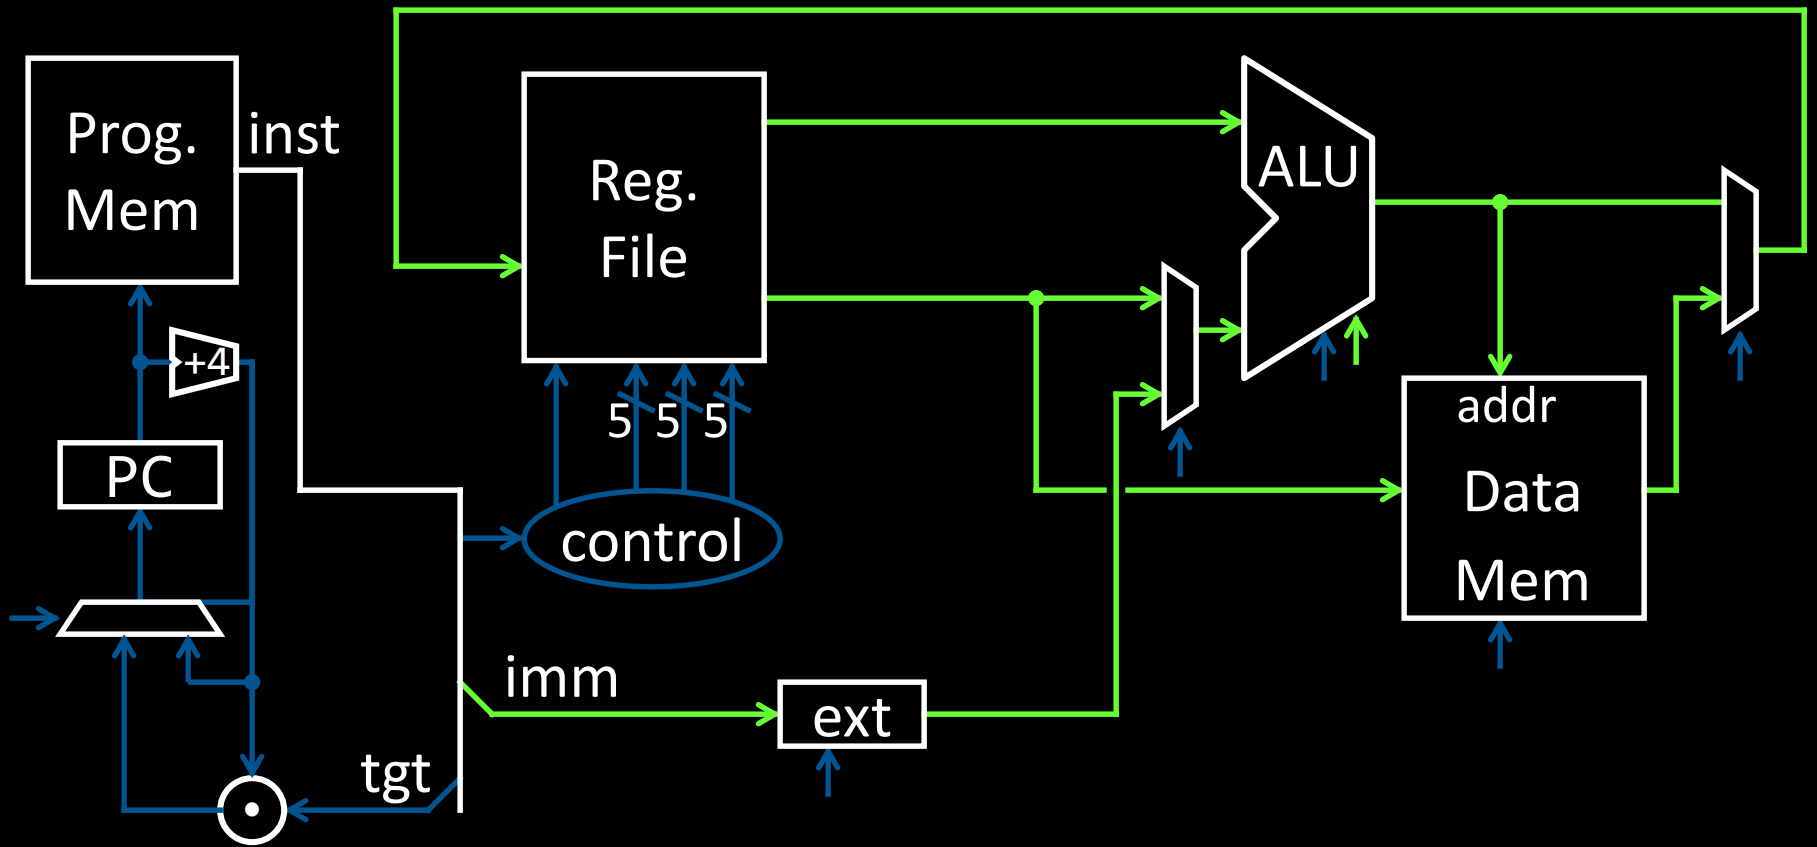 Prog.
Mem
inst
Reg.
File
ALU
+4
5 5 5
addr
PC
Data
control
Mem
imm
ext
tgt